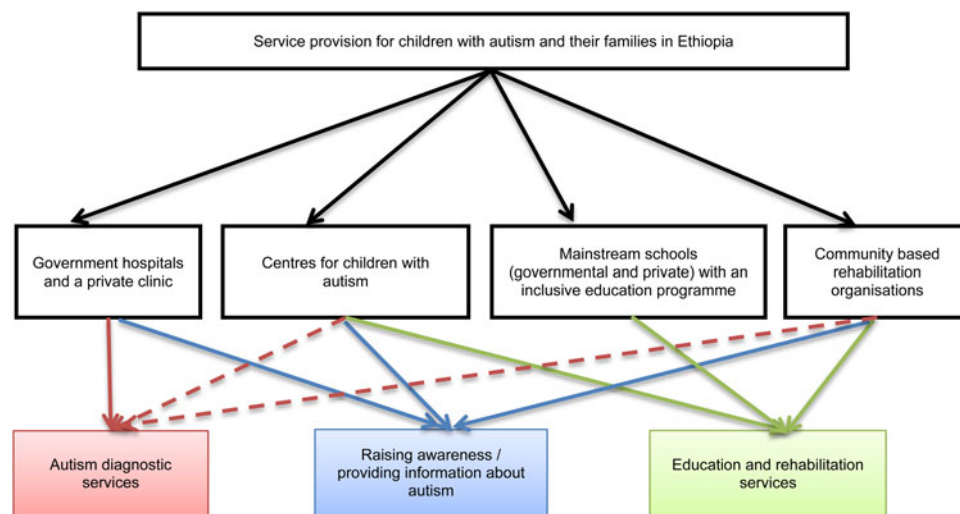 Service provision for children with autism and their families in Ethiopia
Government hospitals
and a private clinic
Centres for children with
autism
Mainstream schools
(governmental and private) with an
inclusive education programme
Community based
rehabilitation
organisations
Autism diagnostic
services
Raising awareness /
providing information about
autism
Education and rehabilitation
services